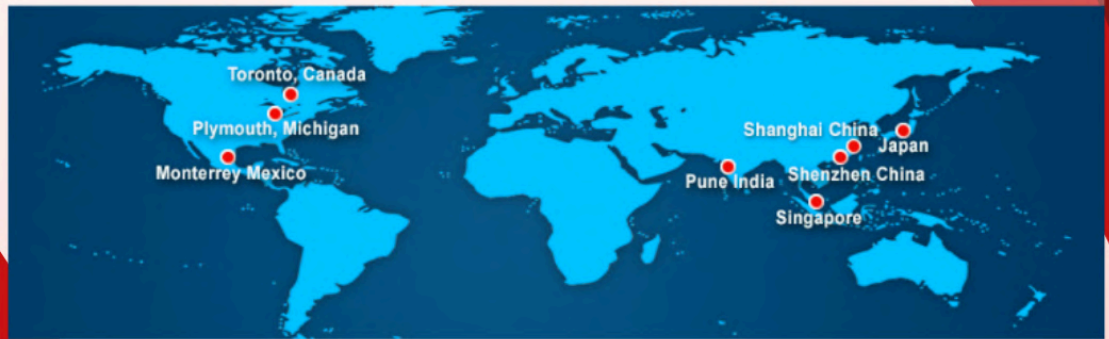 Toronto, Canada
Plymouth, Michigan
Monterrey Mexico
Shanghai China
Japan
Pune India
Shenzhen China
Singapore